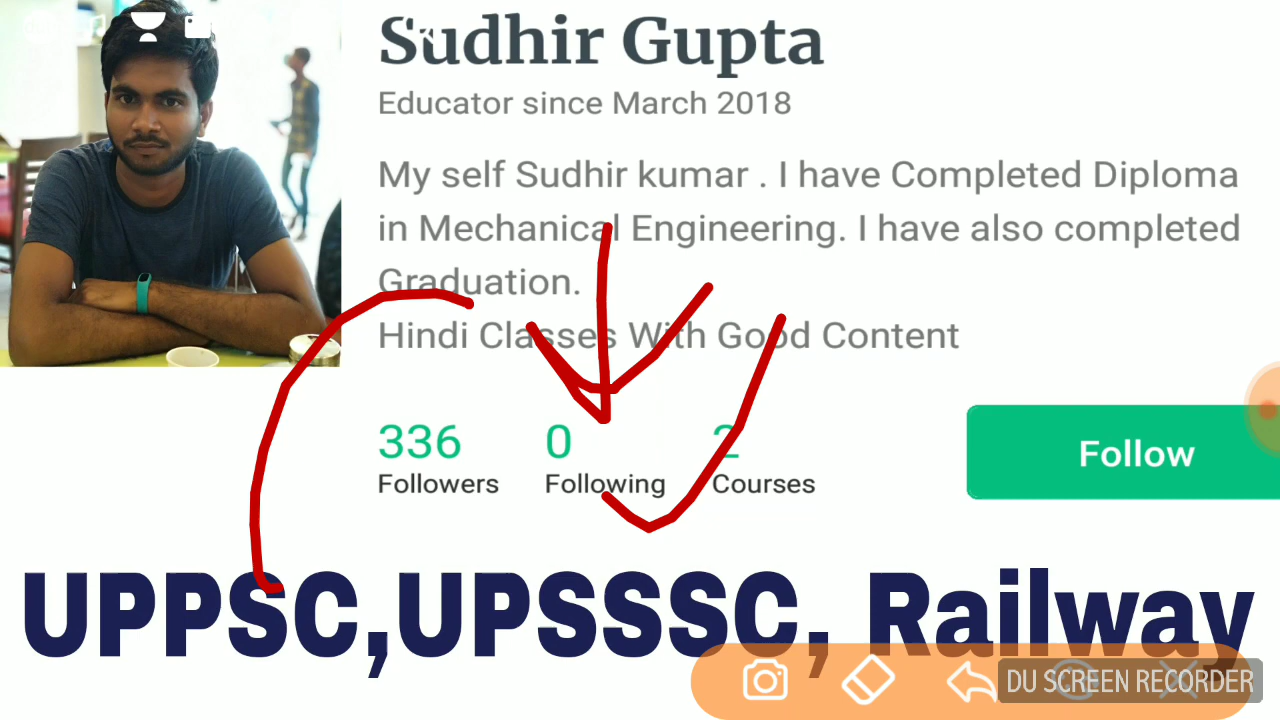 Sudhir Gupta
Educator since March 2018
My self Sudhir kumar . I have Completed Diploma
in Mechanical Engineering. I have also completed
Graduation.
Hindi Classes With Good Content
336 0 2
Followers Following Courses
Follow
UPPSC,UPSSSC, Railway
DU SCREEN RECORDER